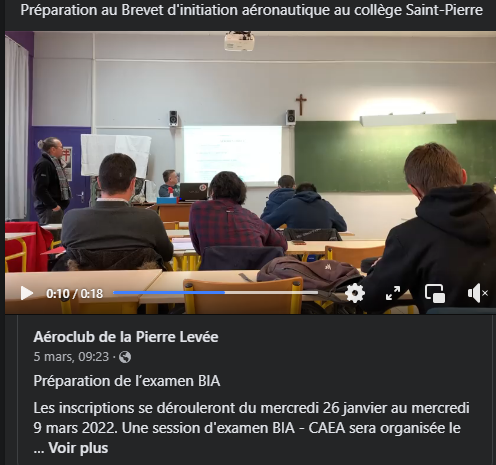 Préparation au Brevet d'initiation aéronautique au collège Saint-Pierre
0:10 / 0:18
Aéroclub de la Pierre Levée
5 mars, 09:23 ·
Préparation de l’examen BIA
Les inscriptions se dérouleront du mercredi 26 janvier au mercredi
9 mars 2022. Une session d'examen BIA - CAEA sera organisée le
... Voir plus